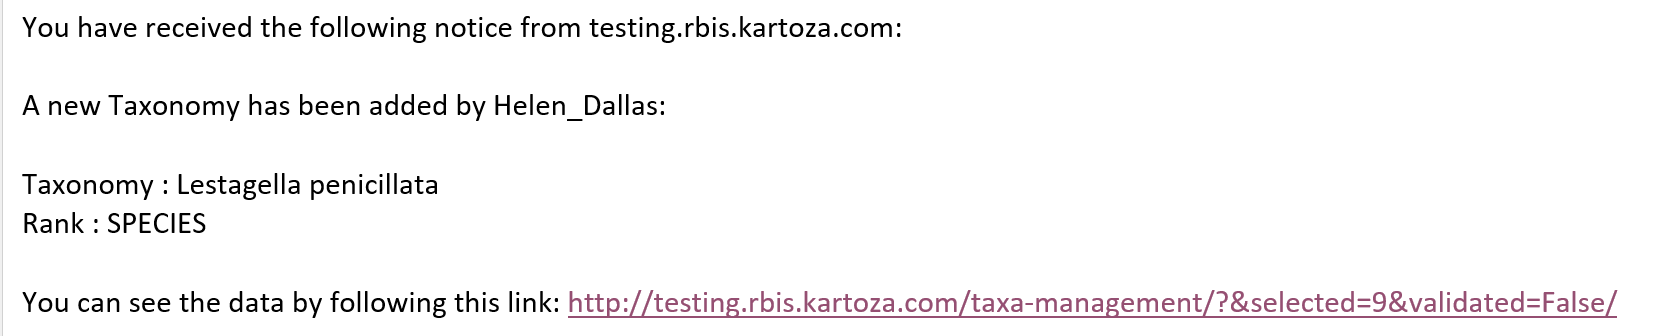 You have received the following notice from testing.rbis.kartoza.com:
A new Taxonomy has been added by Helen_Dallas:
Taxonomy : Lestagella penicillata
Rank : SPECIES
You can see the data by following this link: http://testing.rbis.kartoza.com/taxa-management/?&selected=9&validated=False/